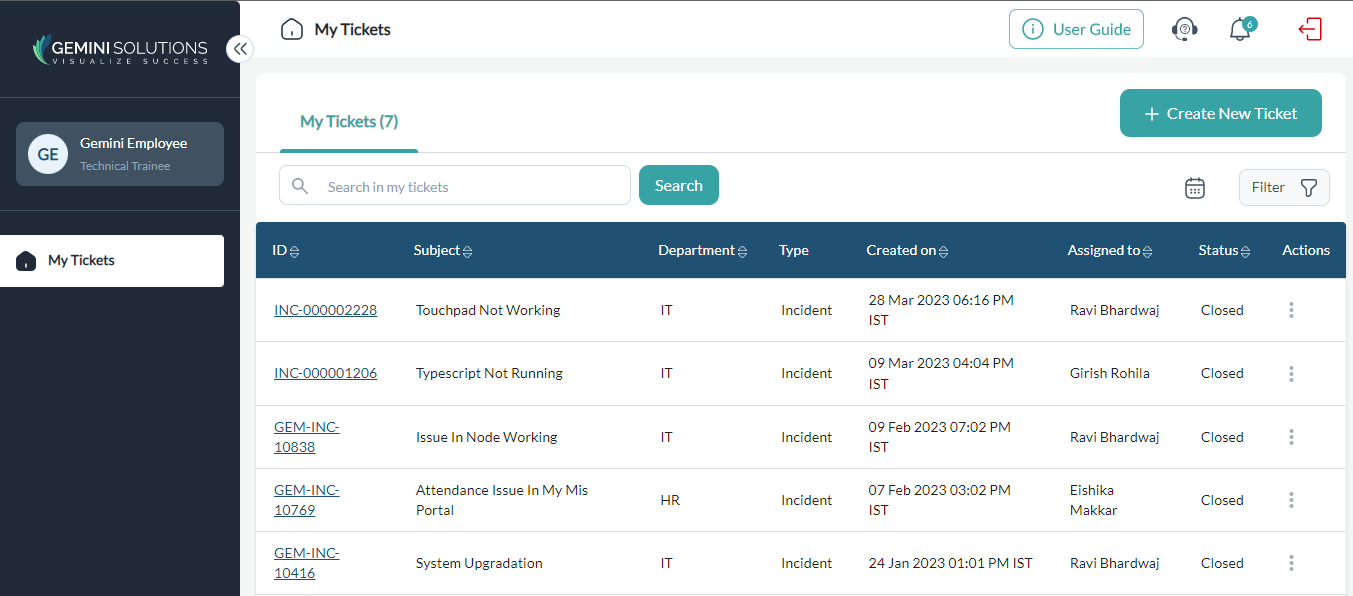 GEMINI SOLUTIONS
VISUALIZE SUCCESS
My Tickets
User Guide
6
GE
Gemini Employee
Technical Trainee
My Tickets
My Tickets (7)
Create New Ticket
Search in my tickets
Search
Filter
ID Subject Department Type Created on Assigned to Status Actions
INC-000002228 Touchpad Not Working IT Incident 28 Mar 2023 06:16 PM Ravi Bhardwaj Closed
IST
INC-000001206 Typescript Not Running IT Incident 09 Mar 2023 04:04 PM Girish Rohila Closed
IST
GEM-INC- Issue In Node Working IT Incident 09 Feb 2023 07:02 PM Ravi Bhardwaj Closed
10838 IST
GEM-INC- Attendance Issue In My Mis HR Incident 07 Feb 2023 03:02 PM Eishika Closed
10769 Portal IST Makkar
GEM-INC- System Upgradation IT Incident 24 Jan 2023 01:01 PM IST Ravi Bhardwaj Closed
10416